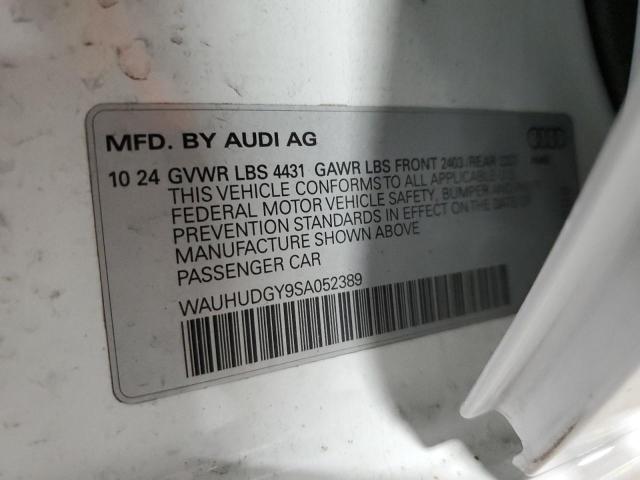 MFD. BY AUDI AG
10 24 GVWR LBS 4431 GAWR LBS FRONT 2403 /REAR
THIS VEHICLE CONFORMS TO ALL APPLICABLE U.S.
FEDERAL MOTOR VEHICLE SAFETY, BUMPER AND
PREVENTION STANDARDS IN EFFECT ON THE DATE OF
MANUFACTURE SHOWN ABOVE
PASSENGER CAR
WAUHUDGY9SA052389